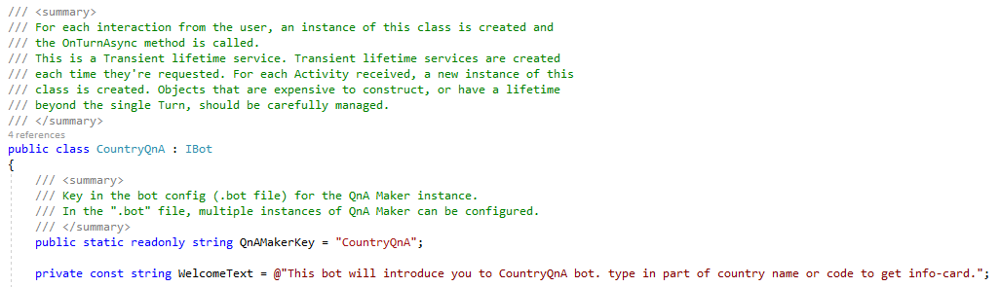 /// <summary>
/// For each interaction from the user, an instance of this class is created and
/// the OnTurnAsync method is called.
/// This is a Transient lifetime service. Transient lifetime services are created
/// each time they're requested. For each Activity received, a new instance of this
/// class is created. Objects that are expensive to construct, or have a lifetime
/// beyond the single Turn, should be carefully managed.
/// </summary>
4 references
public class CountryQnA : IBot
{
/// <summary>
/// Key in the bot config (.bot file) for the QnA Maker instance.
/// In the ".bot" file, multiple instances of QnA Maker can be configured.
/// </summary>
public static readonly string QnAMakerKey = "CountryQnA";
private const string WelcomeText = @"This bot will introduce you to CountryQnA bot. type in part of country name or code to get info-card.";